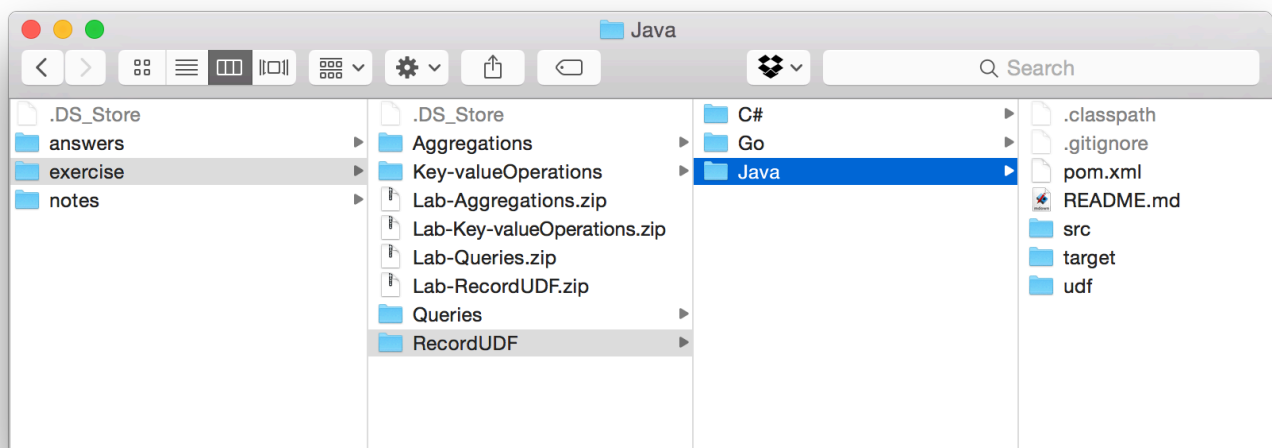 Java
Search
.DS_Store
answers
exercise
notes
.DS_Store
Aggregations
Key-valueOperations
Lab-Aggregations.zip
Lab-Key-valueOperations.zip
Lab-Queries.zip
Lab-RecordUDF.zip
Queries
RecordUDF
C#
Go
Java
.classpath
.gitignore
pom.xml
README.md
src
target
udf